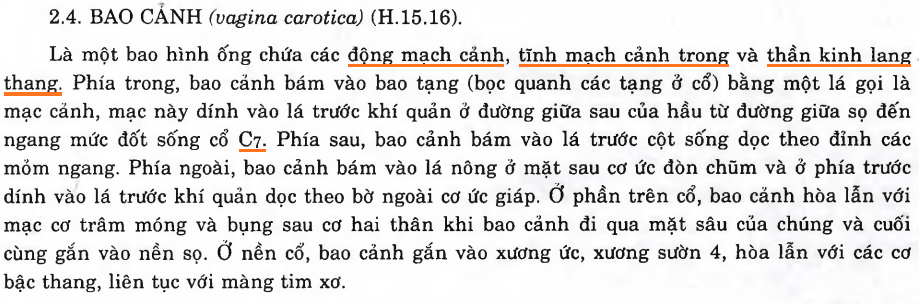 2.4. BAO CẢNH (vagina carotica) (H.15.16).
Là một bao hình ống chứa các động mạch cảnh, tĩnh mạch cảnh trong và thần kinh lang
thang. Phía trong, bao cảnh bám vào bao tạng (bọc quanh các tạng ở cổ) bằng một lá gọi là
mạc cảnh, mạc này dính vào lá trước khí quản ở đường giữa sau của hầu từ đường giữa sọ đến
ngang mức đốt sống cổ C7. Phía sau, bao cảnh bám vào lá trước cột sống dọc theo đỉnh các
mỏm ngang. Phía ngoài, bao cảnh bám vào lá nông ở mặt sau cơ ức đòn chũm và ở phía trước
dính vào lá trước khí quản dọc theo bờ ngoài cơ ức giáp. Ở phần trên cổ, bao cảnh hòa lẫn với
mạc cơ trâm móng và bụng sau cơ hai thân khi bao cảnh đi qua mặt sâu của chúng và cuối
cùng gắn vào nền sọ. Ở nền cổ, bao cảnh gắn vào xương ức, xương sườn 4, hòa lẫn với các cơ
bậc thang, liên tục với màng tim xơ.